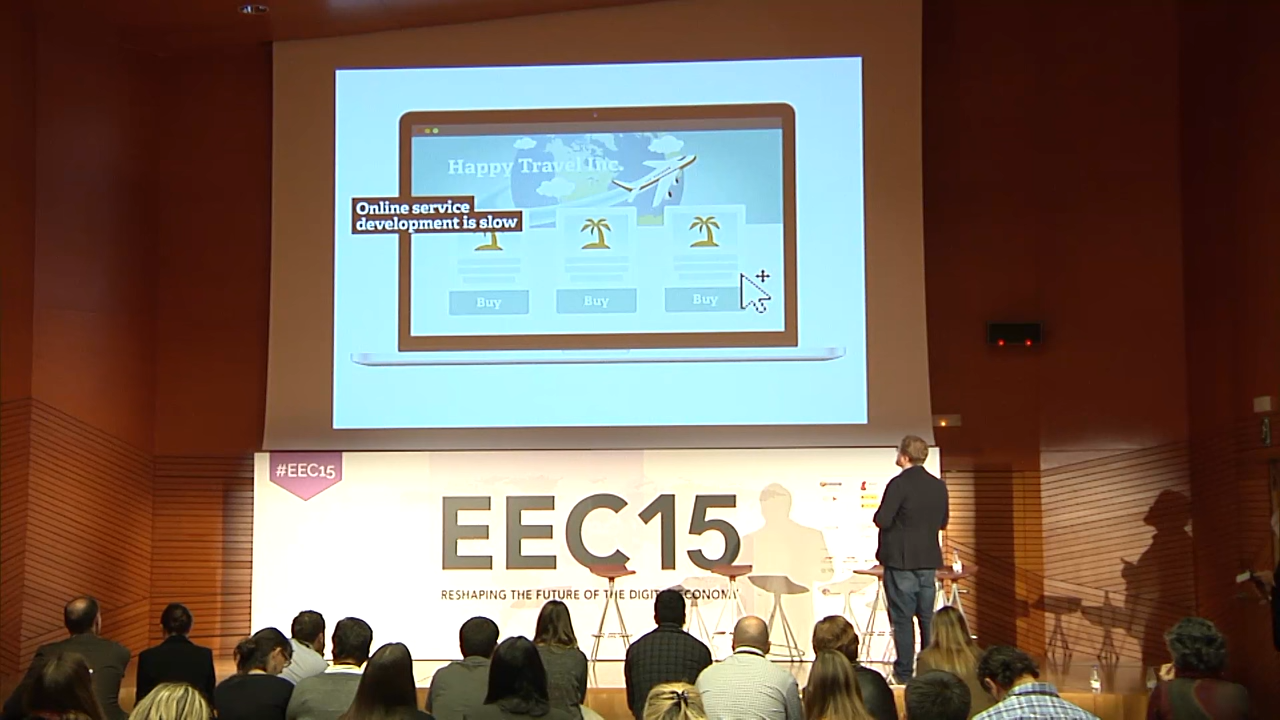 Happy Travel Inc.
Online service
development is slow
Buy
Buy
Buy
#EEC15
EEC15
RESHAPING THE FUTURE OF THE DIGITAL ECONOMY